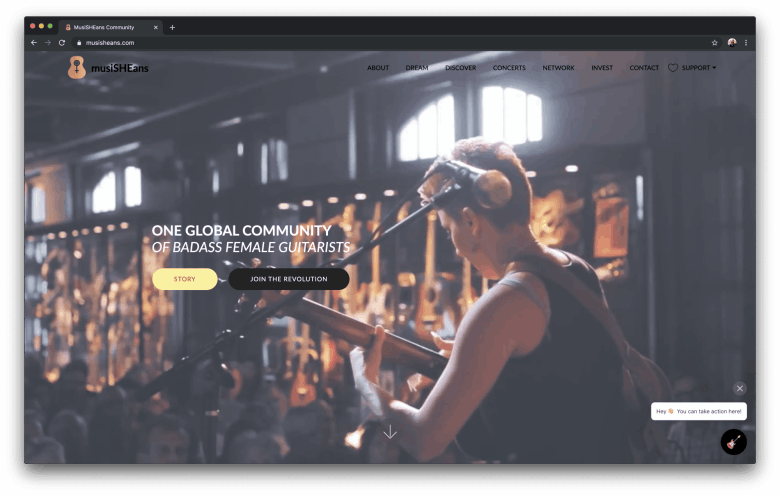 MusiSHEans Community
musisheans.com
musiSHEans
ABOUT DREAM DISCOVER CONCERTS NETWORK INVEST CONTACT SUPPORT
ONE GLOBAL COMMUNITY
OF BADASS FEMALE GUITARISTS
STORY JOIN THE REVOLUTION
Hey 👋🏼 You can take action here!